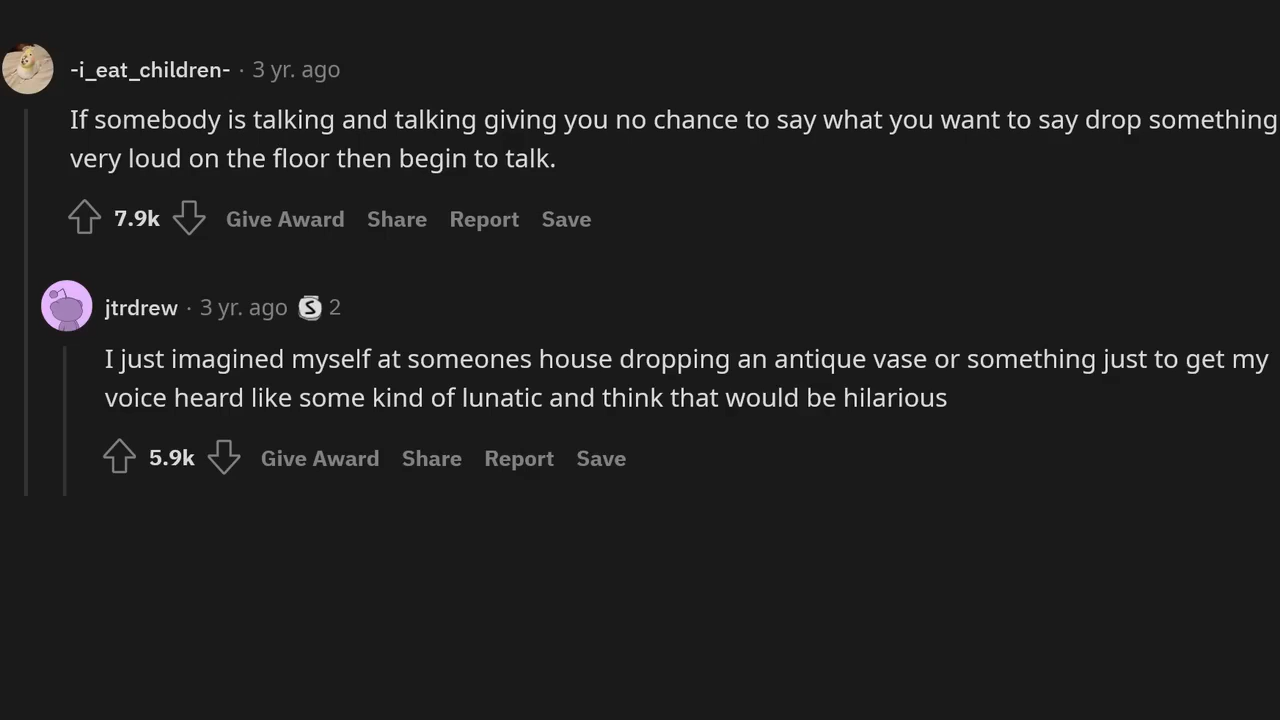 -i_eat_children- · 3 yr. ago
If somebody is talking and talking giving you no chance to say what you want to say drop something
very loud on the floor then begin to talk.
7.9k Give Award Share Report Save
jtrdrew · 3 yr. ago S 2
I just imagined myself at someones house dropping an antique vase or something just to get my
voice heard like some kind of lunatic and think that would be hilarious
5.9k Give Award Share Report Save